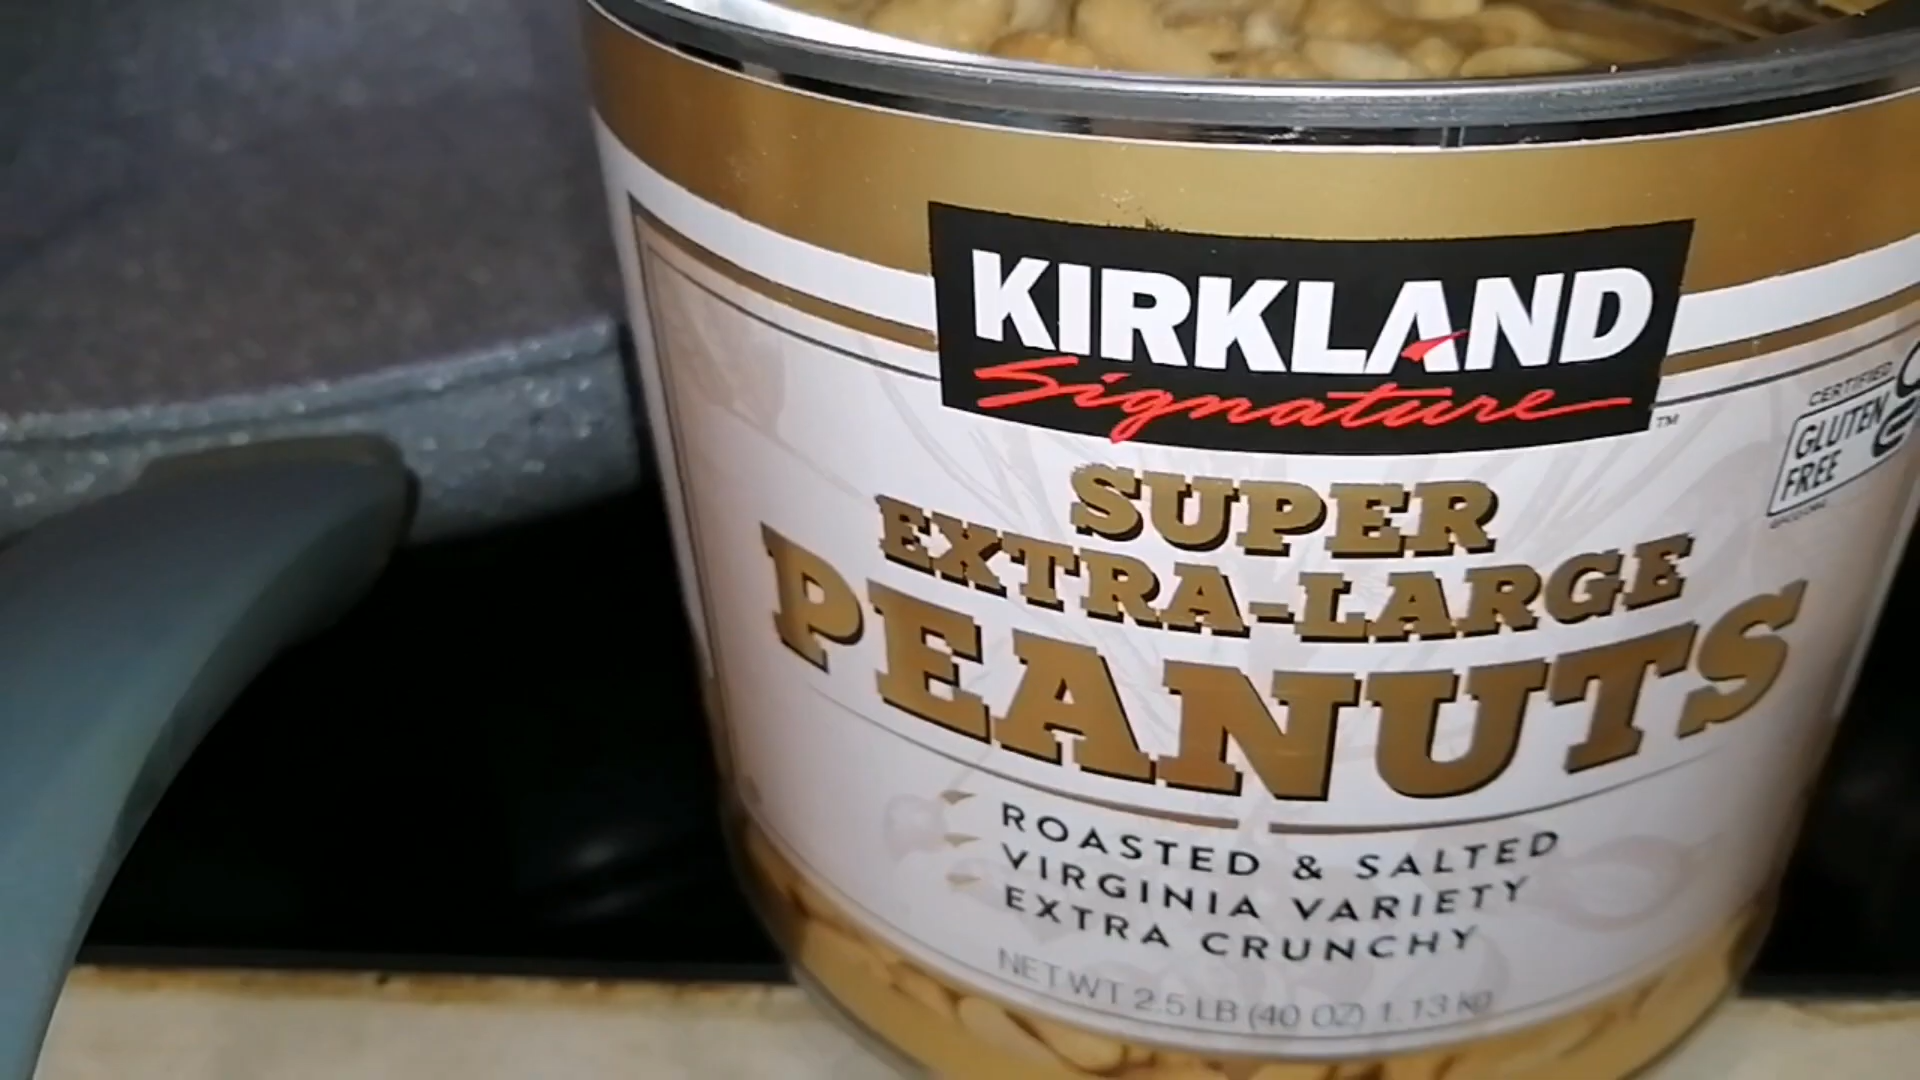 KIRKLAND
Signature
TM
CERTIFIED
GLUTEN
FREE
SUPER
EXTRA-LARGE
PEANUTS
ROASTED & SALTED
VIRGINIA VARIETY
EXTRA CRUNCHY
NET WT 2.5 LB (40 OZ) 1.13 kg